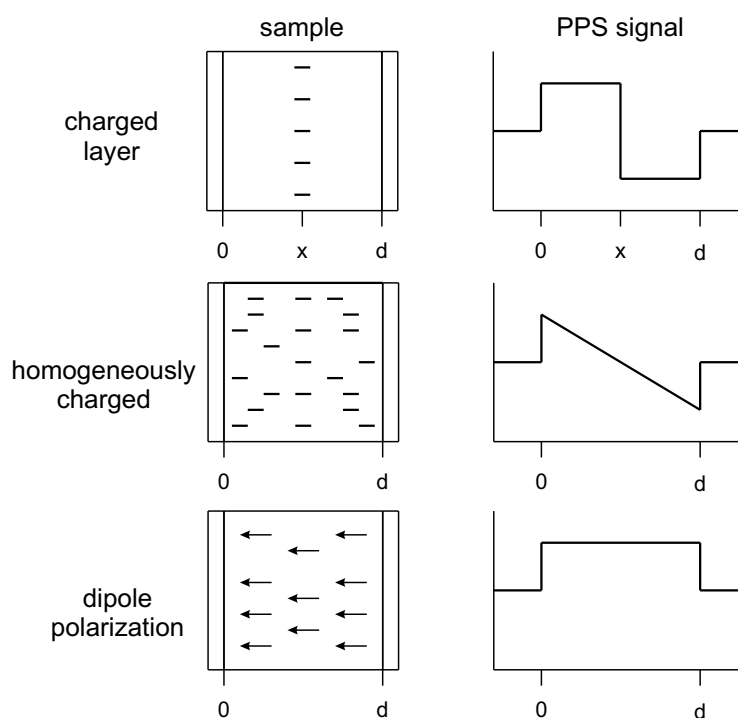 sample
PPS signal
charged
layer
0 x d
0 x d
homogeneously
charged
0 d
0 d
dipole
polarization
0 d
0 d